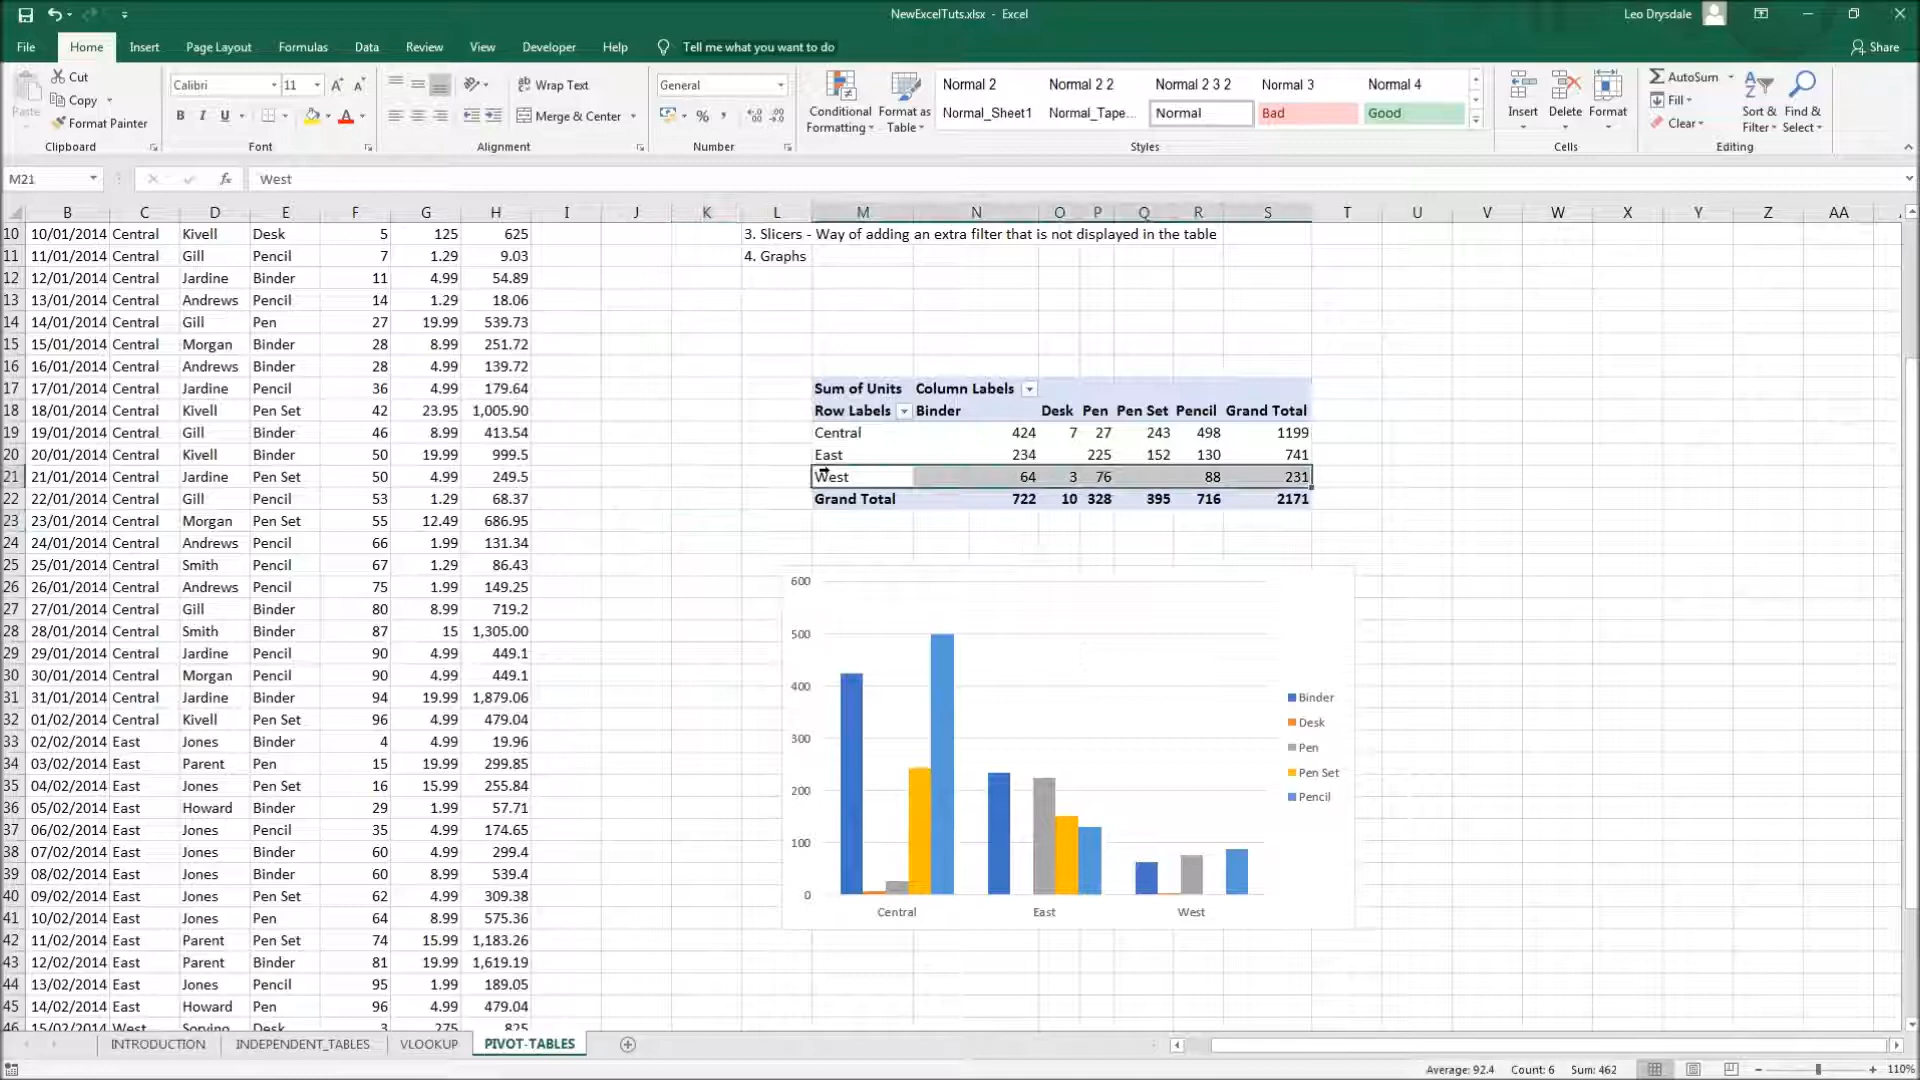 NewExcelTuts.xlsx - Excel
Leo Drysdale
File Home Insert Page Layout Formulas Data Review View Developer Help Tell me what you want to do Share
Paste
Cut
Copy
Format Painter
Clipboard
Calibri 11
B I U
Font
Wrap Text
Merge & Center
Alignment
General
%
Number
Conditional Formatting
Format as Table
Normal 2 Normal 2 2 Normal 2 3 2 Normal 3 Normal 4
Normal_Sheet1 Normal_Tape... Normal Bad Good
Styles
Insert Delete Format
Cells
AutoSum
Fill
Clear
Sort & Filter
Find & Select
Editing
M21 fx West
B C D E F G H I J K L M N O P Q R S T U V W X Y Z AA
10 10/01/2014 Central Kivell Desk 5 125 625 3. Slicers - Way of adding an extra filter that is not displayed in the table
11 11/01/2014 Central Gill Pencil 7 1.29 9.03 4. Graphs
12 12/01/2014 Central Jardine Binder 11 4.99 54.89
13 13/01/2014 Central Andrews Pencil 14 1.29 18.06
14 14/01/2014 Central Gill Pen 27 19.99 539.73
15 15/01/2014 Central Morgan Binder 28 8.99 251.72
16 16/01/2014 Central Andrews Binder 28 4.99 139.72
17 17/01/2014 Central Jardine Pencil 36 4.99 179.64 Sum of Units Column Labels
18 18/01/2014 Central Kivell Pen Set 42 23.95 1,005.90 Row Labels Binder Desk Pen Pen Set Pencil Grand Total
19 19/01/2014 Central Gill Binder 46 8.99 413.54 Central 424 7 27 243 498 1199
20 20/01/2014 Central Kivell Binder 50 19.99 999.5 East 234 225 152 130 741
21 21/01/2014 Central Jardine Pen Set 50 4.99 249.5 West 64 3 76 88 231
22 22/01/2014 Central Gill Pencil 53 1.29 68.37 Grand Total 722 10 328 395 716 2171
23 23/01/2014 Central Morgan Pen Set 55 12.49 686.95
24 24/01/2014 Central Andrews Pencil 66 1.99 131.34
25 25/01/2014 Central Smith Pencil 67 1.29 86.43
26 26/01/2014 Central Andrews Pencil 75 1.99 149.25
27 27/01/2014 Central Gill Binder 80 8.99 719.2
28 28/01/2014 Central Smith Binder 87 15 1,305.00
29 29/01/2014 Central Jardine Pencil 90 4.99 449.1
30 30/01/2014 Central Morgan Pencil 90 4.99 449.1
31 31/01/2014 Central Jardine Binder 94 19.99 1,879.06
32 01/02/2014 Central Kivell Pen Set 96 4.99 479.04
33 02/02/2014 East Jones Binder 4 4.99 19.96
34 03/02/2014 East Parent Pen 15 19.99 299.85
35 04/02/2014 East Jones Pen Set 16 15.99 255.84
36 05/02/2014 East Howard Binder 29 1.99 57.71
37 06/02/2014 East Jones Pencil 35 4.99 174.65
38 07/02/2014 East Jones Binder 60 4.99 299.4
39 08/02/2014 East Jones Binder 60 8.99 539.4
40 09/02/2014 East Jones Pen Set 62 4.99 309.38
41 10/02/2014 East Jones Pen 64 8.99 575.36
42 11/02/2014 East Parent Pen Set 74 15.99 1,183.26
43 12/02/2014 East Parent Binder 81 19.99 1,619.19
44 13/02/2014 East Jones Pencil 95 1.99 189.05
45 14/02/2014 East Howard Pen 96 4.99 479.04
46 15/02/2014 West Sorvino Desk 3 275 825
600
500
400
300
200
100
0
Central East West
Binder
Desk
Pen
Pen Set
Pencil
INTRODUCTION INDEPENDENT_TABLES VLOOKUP PIVOT-TABLES
Average: 92.4 Count: 6 Sum: 462 110%